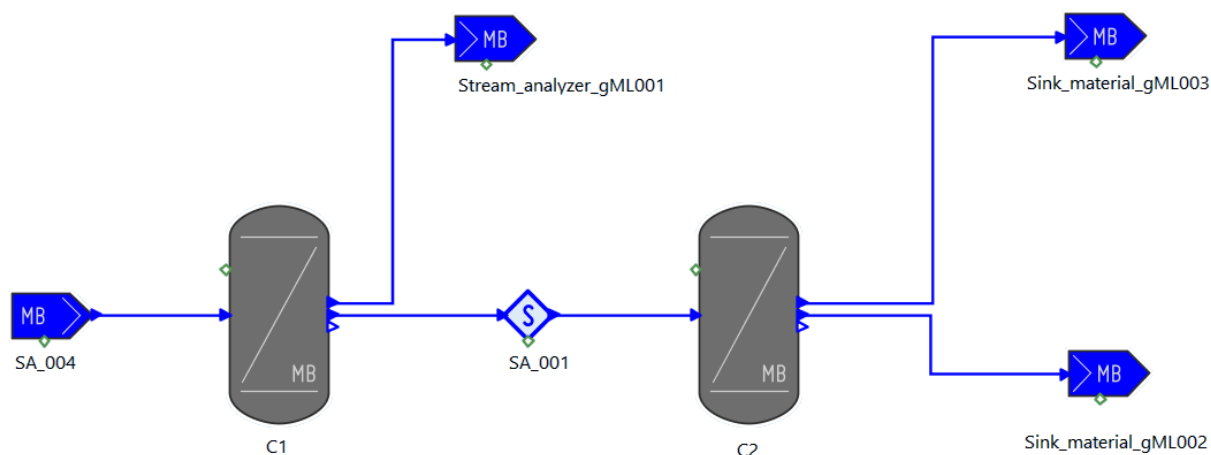 MB
Stream_analyzer_gML001
MB
Sink_material_gML003
MB
SA_004
MB
C1
S
SA_001
MB
C2
MB
Sink_material_gML002